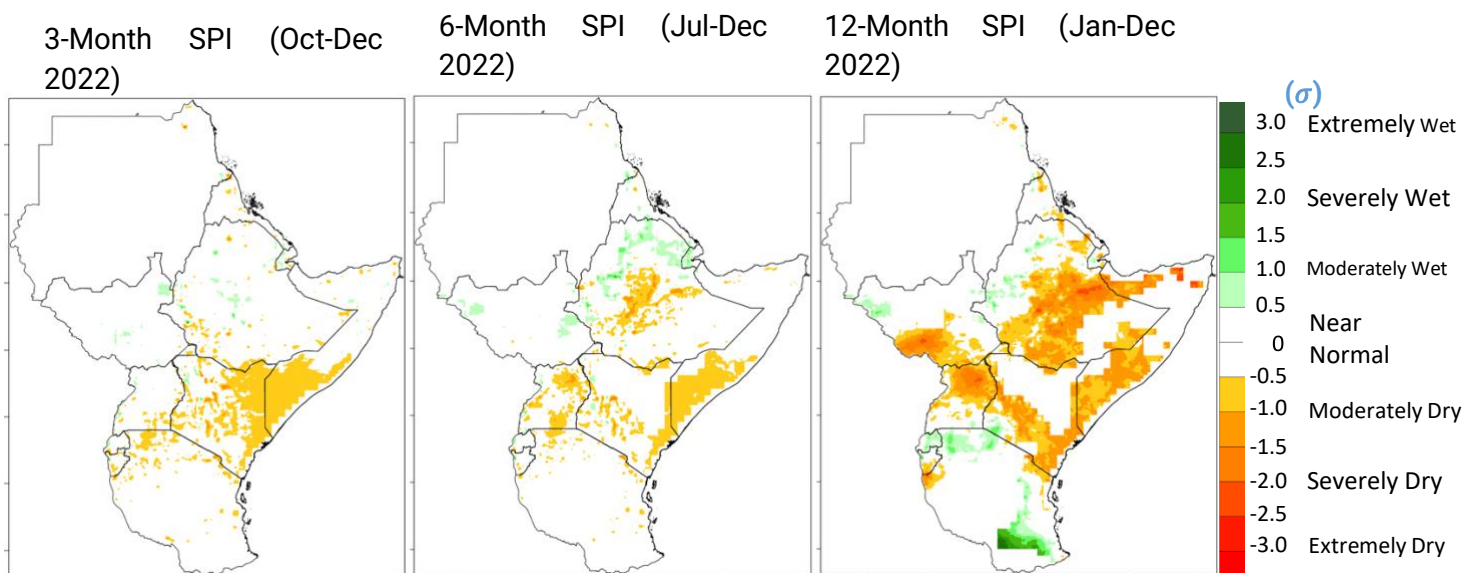 3-Month SPI (Oct-Dec
2022)
6-Month SPI (Jul-Dec
2022)
12-Month SPI (Jan-Dec
2022)
(σ)
3.0 Extremely Wet
2.5
2.0 Severely Wet
1.5
1.0 Moderately Wet
0.5
0 Near
Normal
-0.5
-1.0 Moderately Dry
-1.5
-2.0 Severely Dry
-2.5
-3.0 Extremely Dry